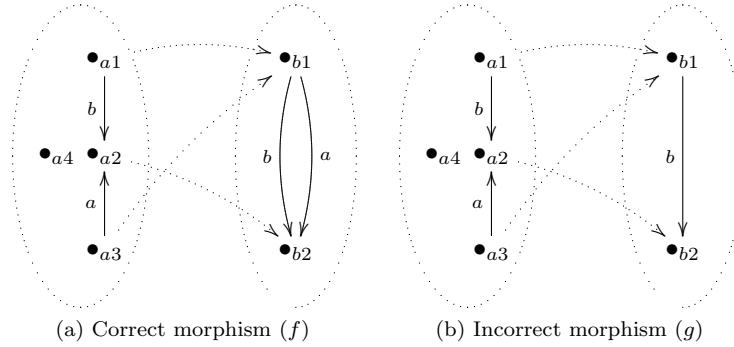 a1 b1 a1 b1
b b
a4 a2 b a a4 a2 b
a a
a3 b2 a3 b2
(a) Correct morphism (f) (b) Incorrect morphism (g)